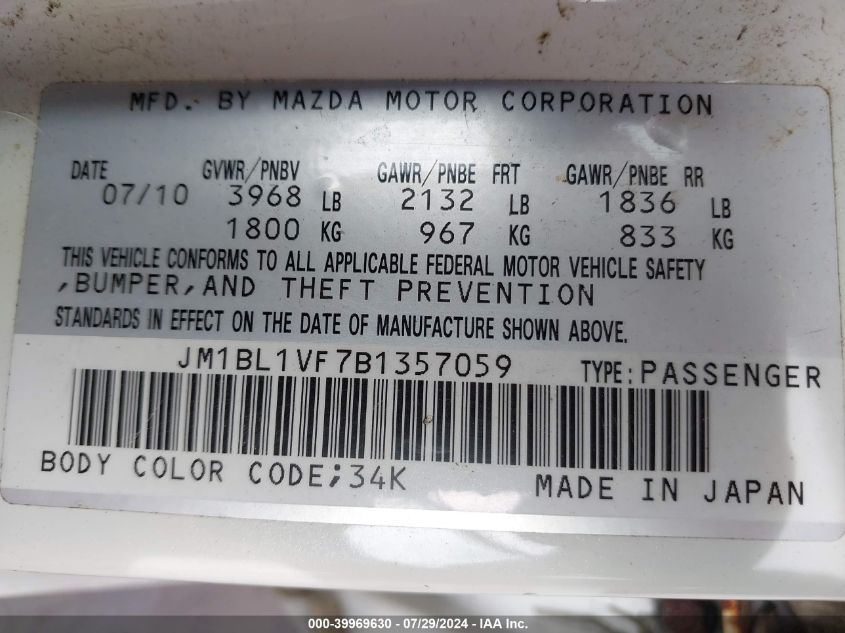 MFD. BY MAZDA MOTOR CORPORATION
DATE GVWR/PNBV GAWR/PNBE FRT GAWR/PNBE RR
07/10 3968 LB 2132 LB 1836 LB
1800 KG 967 KG 833 KG
THIS VEHICLE CONFORMS TO ALL APPLICABLE FEDERAL MOTOR VEHICLE SAFETY
,BUMPER,AND THEFT PREVENTION
STANDARDS IN EFFECT ON THE DATE OF MANUFACTURE SHOWN ABOVE.
JM1BL1VF7B1357059 TYPE:PASSENGER
BODY COLOR CODE;34K MADE IN JAPAN
000-39969630 - 07/29/2024 - IAA Inc.